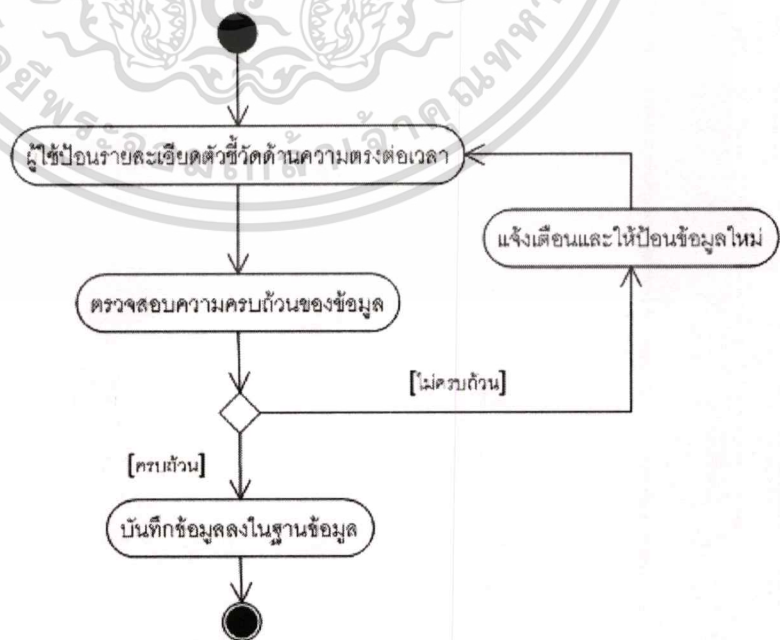 ผู้ใช้ป้อนรายละเอียดตัวชี้วัดด้านความตรงต่อเวลา
แจ้งเตือนและให้ป้อนข้อมูลใหม่
ตรวจสอบความครบถ้วนของข้อมูล
[ไม่ครบถ้วน]
[ครบถ้วน]
บันทึกข้อมูลลงในฐานข้อมูล